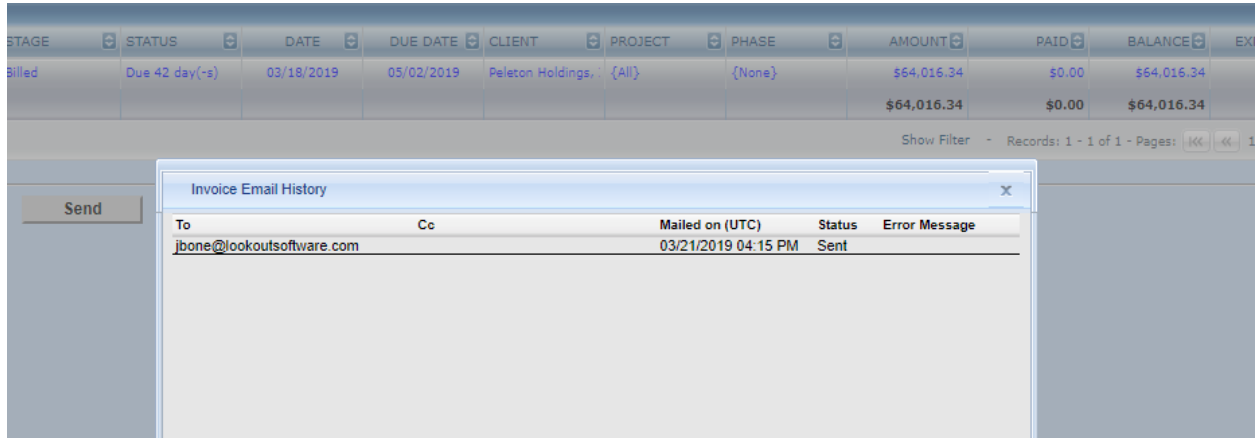 STAGE STATUS DATE DUE DATE CLIENT PROJECT PHASE AMOUNT PAID BALANCE
Billed Due 42 day(-s) 03/18/2019 05/02/2019 Peleton Holdings, {All} {None} $64,016.34 $0.00 $64,016.34
$64,016.34 $0.00 $64,016.34
Show Filter - Records: 1 - 1 of 1 - Pages: 1
Invoice Email History
Send
To Cc Mailed on (UTC) Status Error Message
jbone@lookoutsoftware.com 03/21/2019 04:15 PM Sent